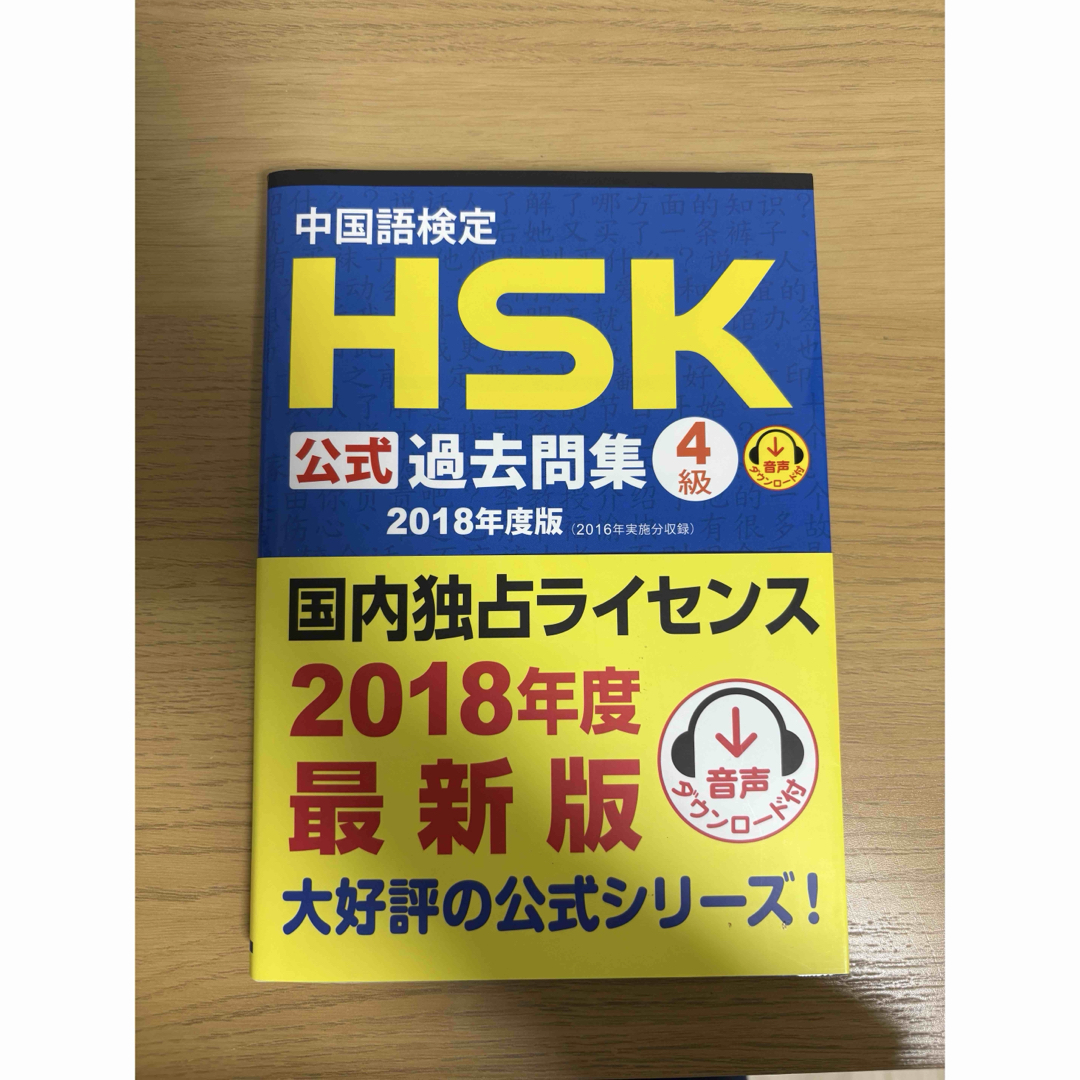 中国語検定
HSK
公式 過去問集 4級
音声
ダウンロード付
2018年度版（2016年実施分収録）
国内独占ライセンス
2018年度
最新版
音声
ダウンロード付
大好評の公式シリーズ！